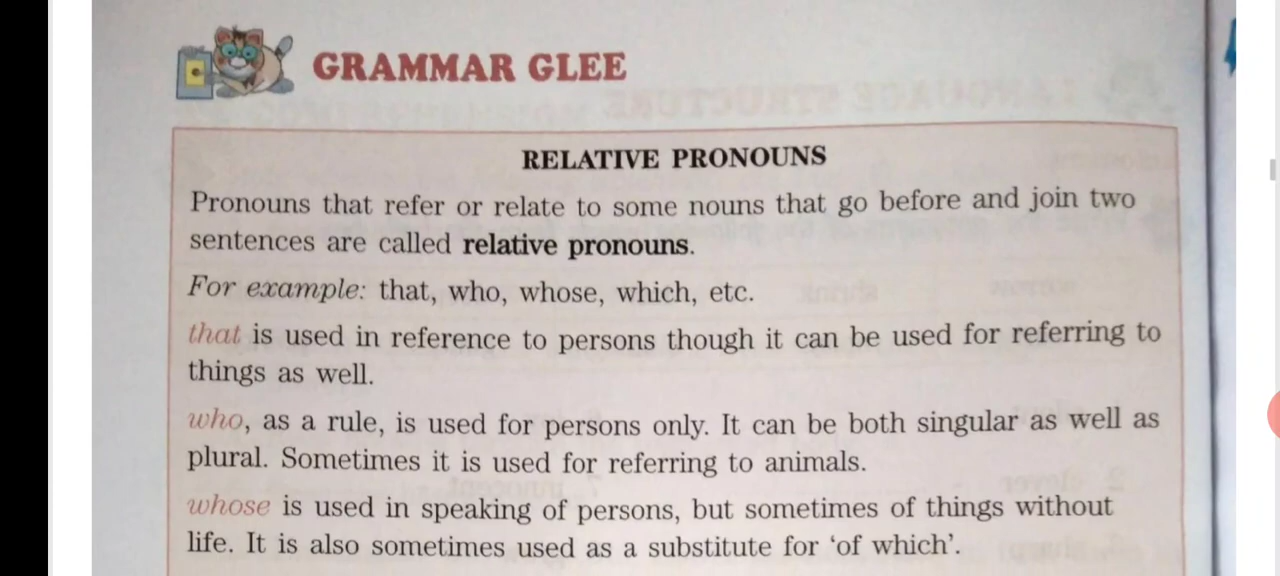 GRAMMAR GLEE
RELATIVE PRONOUNS
Pronouns that refer or relate to some nouns that go before and join two
sentences are called relative pronouns.
For example: that, who, whose, which, etc.
that is used in reference to persons though it can be used for referring to
things as well.
who, as a rule, is used for persons only. It can be both singular as well as
plural. Sometimes it is used for referring to animals.
whose is used in speaking of persons, but sometimes of things without
life. It is also sometimes used as a substitute for ‘of which’.